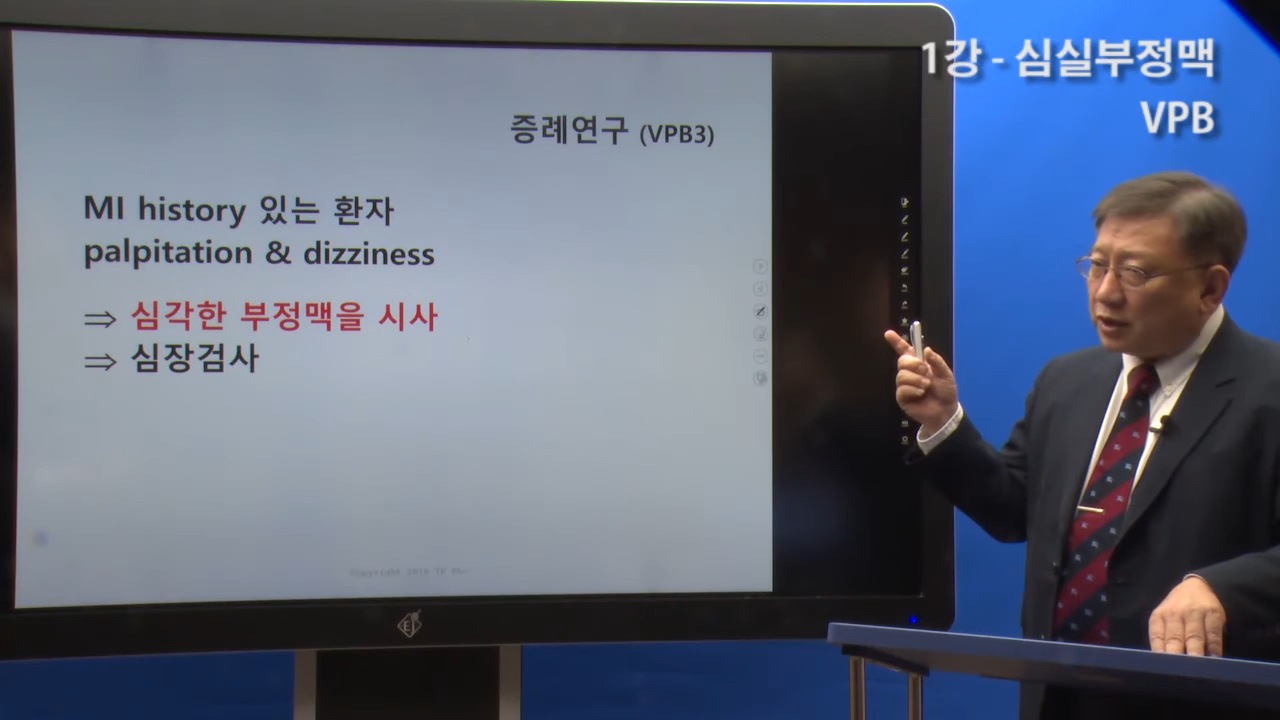 1강 - 심실부정맥
VPB
증례연구 (VPB3)
MI history 있는 환자
palpitation & dizziness
⇒ 심각한 부정맥을 시사
⇒ 심장검사
Copyright